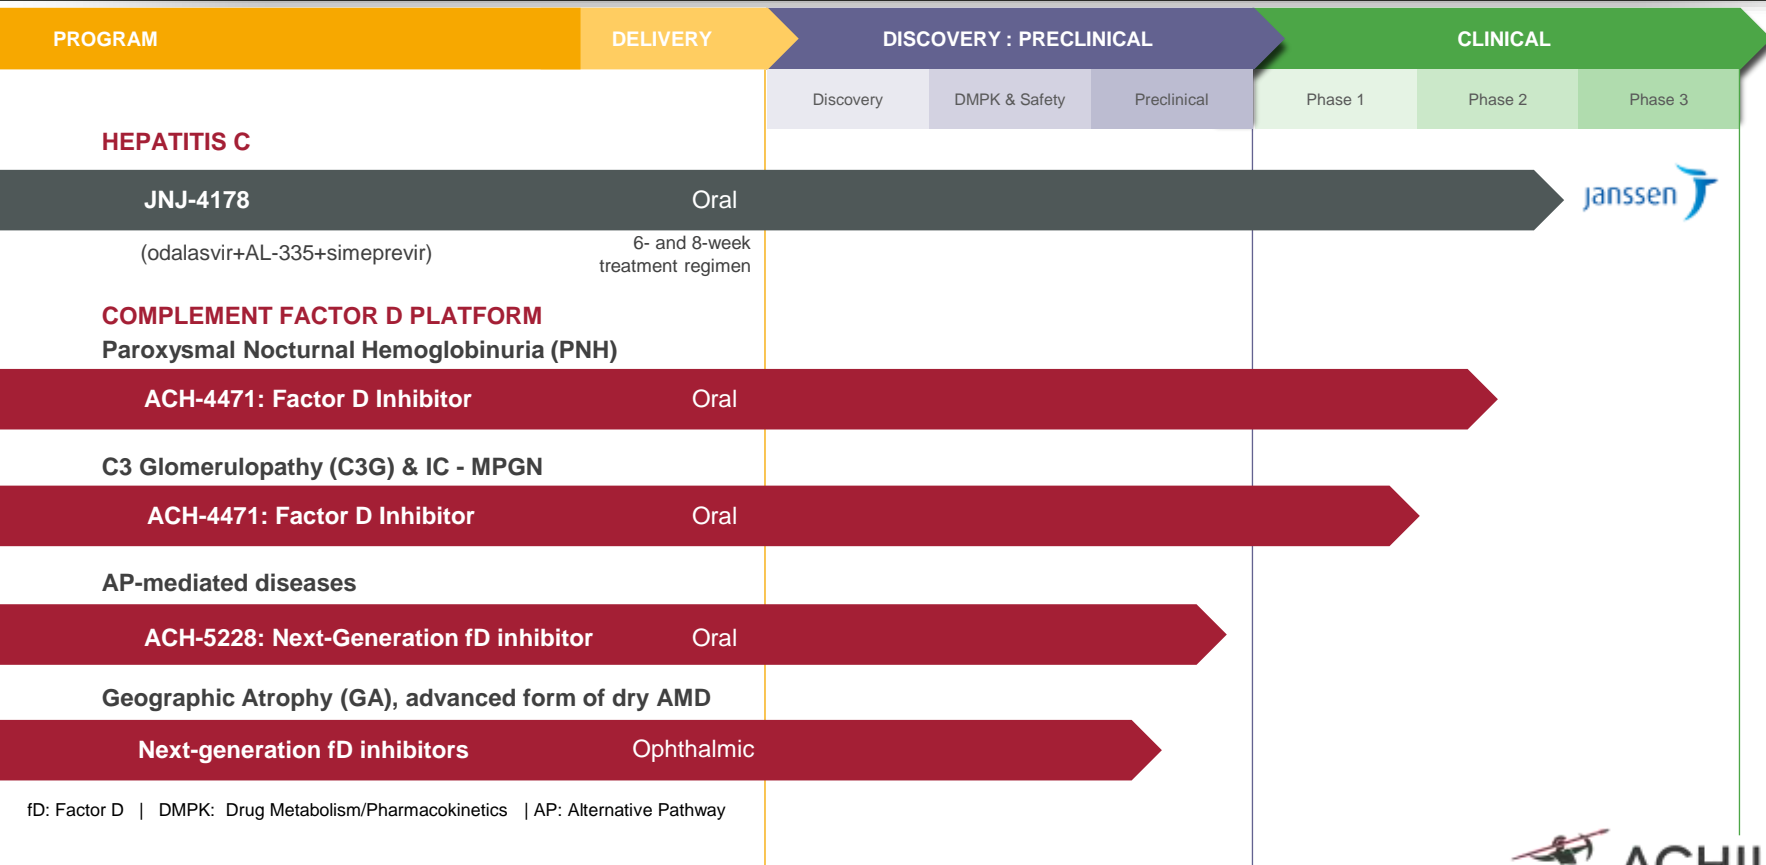 PROGRAM DELIVERY DISCOVERY : PRECLINICAL CLINICAL
Discovery DMPK & Safety Preclinical Phase 1 Phase 2 Phase 3
HEPATITIS C
JNJ-4178 Oral
janssen
(odalasvir+AL-335+simeprevir)
6- and 8-week
treatment regimen
COMPLEMENT FACTOR D PLATFORM
Paroxysmal Nocturnal Hemoglobinuria (PNH)
ACH-4471: Factor D Inhibitor Oral
C3 Glomerulopathy (C3G) & IC - MPGN
ACH-4471: Factor D Inhibitor Oral
AP-mediated diseases
ACH-5228: Next-Generation fD inhibitor Oral
Geographic Atrophy (GA), advanced form of dry AMD
Next-generation fD inhibitors Ophthalmic
fD: Factor D | DMPK: Drug Metabolism/Pharmacokinetics | AP: Alternative Pathway